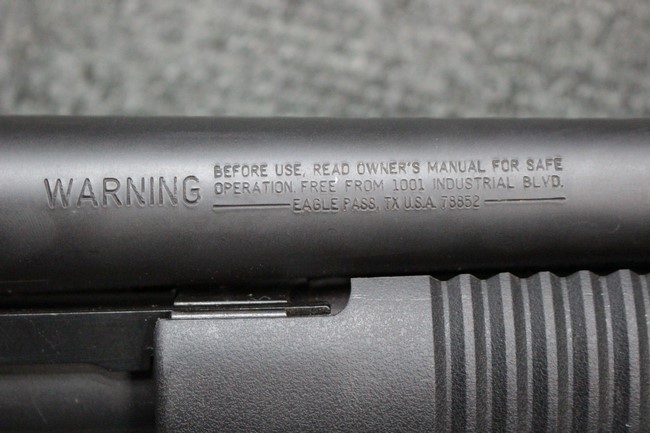 WARNING
BEFORE USE, READ OWNER'S MANUAL FOR SAFE
OPERATION. FREE FROM 1001 INDUSTRIAL BLVD.
EAGLE PASS, TX U.S.A. 78852